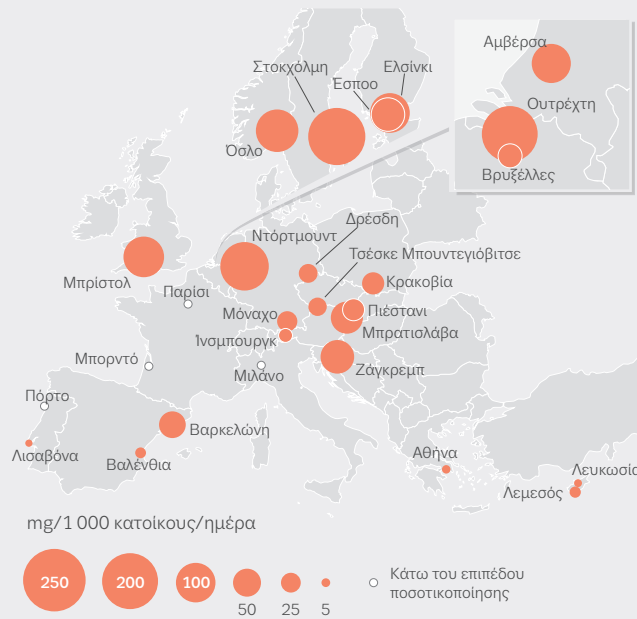 Αμβέρσα
Ουτρέχτη
Βρυξέλλες
Στοκχόλμη
Έσποο
Ελσίνκι
Όσλο
Δρέσδη
Ντόρτμουντ
Τσέσκε Μπουντεγιόβιτσε
Μπρίστολ
Κρακοβία
Παρίσι
Πιέστανι
Μόναχο
Μπρατισλάβα
Ίνσμπουργκ
Μπορντό
Μιλάνο
Ζάγκρεμπ
Πόρτο
Βαρκελώνη
Λισαβόνα
Βαλένθια
Αθήνα
Λευκωσία
Λεμεσός
mg/1 000 κατοίκους/ημέρα
250
200
100
50
25
5
Κάτω του επιπέδου
ποσοτικοποίησης